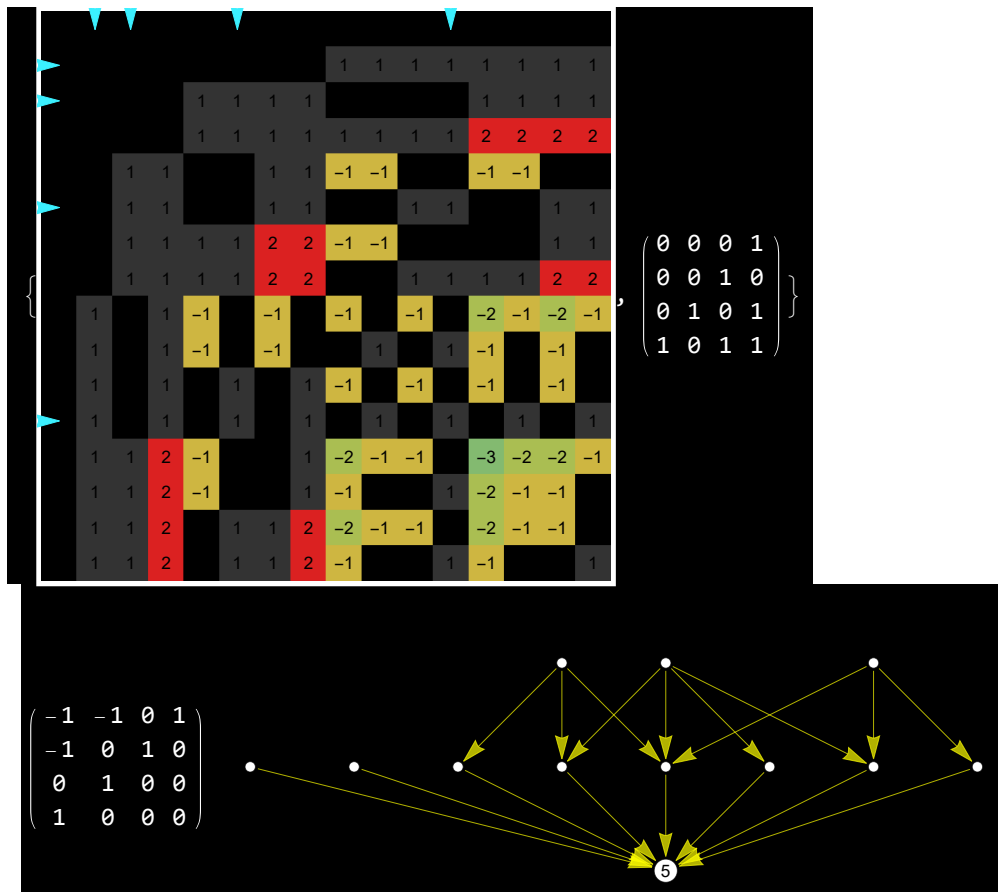 1 1 1 1 1 1 1 1
1 1 1 1 1 1 1 1
1 1 1 1 1 1 1 1 2 2 2 2
1 1 1 1 −1 −1 −1 −1
1 1 1 1 1 1 1 1
1 1 1 1 2 2 −1 −1 1 1
1 1 1 1 2 2 1 1 1 1 2 2
1 1 −1 −1 −1 −1 −2 −1 −2 −1
1 1 −1 −1 1 1 −1 −1
1 1 1 1 −1 −1 −1 −1
1 1 1 1 1 1 1 1
1 1 2 −1 1 −2 −1 −1 −3 −2 −2 −1
1 1 2 −1 1 −1 1 −2 −1 −1
1 1 2 1 1 2 −2 −1 −1 −2 −1 −1
1 1 2 1 1 2 −1 1 −1 1
,
0 0 0 1
0 0 1 0
0 1 0 1
1 0 1 1
−1 −1 0 1
−1 0 1 0
0 1 0 0
1 0 0 0
5